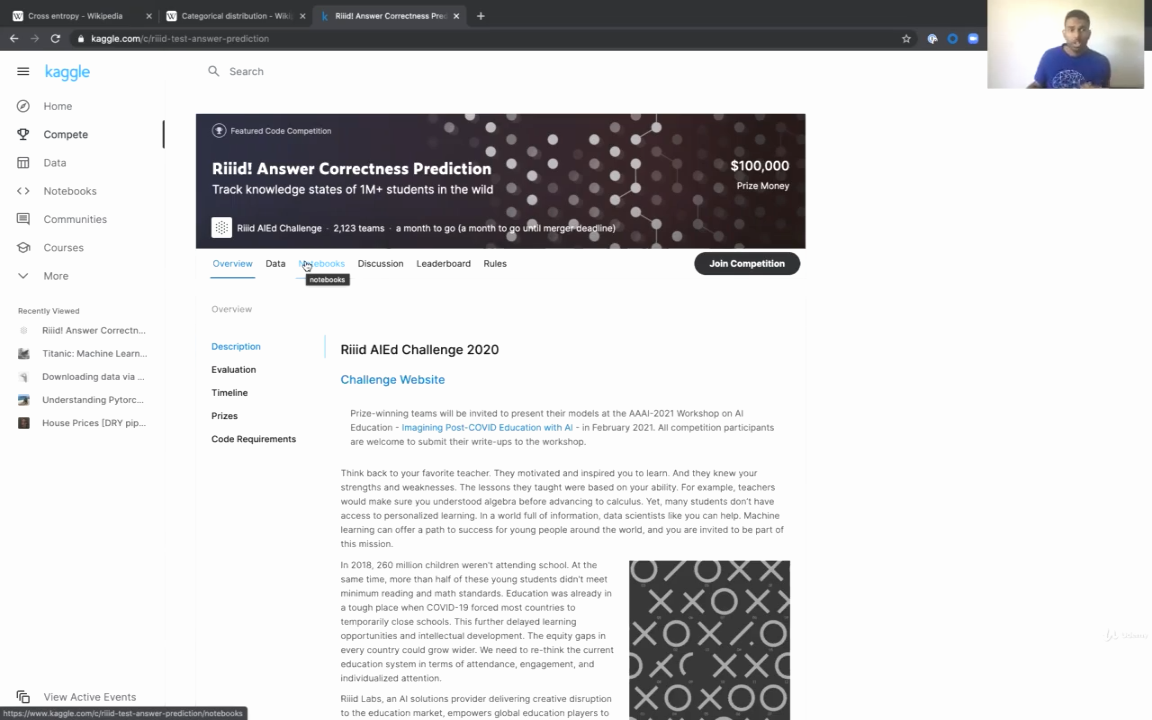 Cross entropy - Wikipedia
Categorical distribution - Wiki
Riiid! Answer Correctness Pre
kaggle.com/c/riiid-test-answer-prediction
kaggle
Search
Home
Compete
Data
Notebooks
Communities
Courses
More
Recently Viewed
Riiid! Answer Correctn...
Titanic: Machine Learn...
Downloading data via ...
Understanding Pytorc...
House Prices [DRY pip...
View Active Events
https://www.kaggle.com/c/riiid-test-answer-prediction/notebooks
Featured Code Competition
Riiid! Answer Correctness Prediction
Track knowledge states of 1M+ students in the wild
$100,000
Prize Money
Riiid AIEd Challenge · 2,123 teams · a month to go (a month to go until merger deadline)
Overview Data Notebooks Discussion Leaderboard Rules
Join Competition
notebooks
Overview
Description
Evaluation
Timeline
Prizes
Code Requirements
Riiid AIEd Challenge 2020
Challenge Website
Prize-winning teams will be invited to present their models at the AAAI-2021 Workshop on AI
Education - Imagining Post-COVID Education with AI - in February 2021. All competition participants
are welcome to submit their write-ups to the workshop.
Think back to your favorite teacher. They motivated and inspired you to learn. And they knew your
strengths and weaknesses. The lessons they taught were based on your ability. For example, teachers
would make sure you understood algebra before advancing to calculus. Yet, many students don't have
access to personalized learning. In a world full of information, data scientists like you can help. Machine
learning can offer a path to success for young people around the world, and you are invited to be part of
this mission.
In 2018, 260 million children weren't attending school. At the
same time, more than half of these young students didn't meet
minimum reading and math standards. Education was already in
a tough place when COVID-19 forced most countries to
temporarily close schools. This further delayed learning
opportunities and intellectual development. The equity gaps in
every country could grow wider. We need to re-think the current
education system in terms of attendance, engagement, and
individualized attention.
Riiid Labs, an AI solutions provider delivering creative disruption
to the education market, empowers global education players to